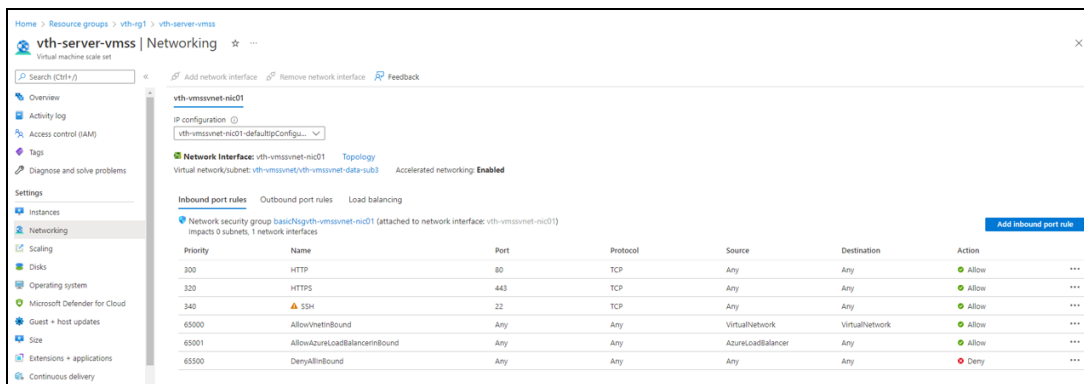 Home > Resource groups > vth-rg1 > vth-server-vmss
vth-server-vmss | Networking
Virtual machine scale set
Search (Ctrl+/)
Add network interface Remove network interface Feedback
Overview
Activity log
Access control (IAM)
Tags
Diagnose and solve problems
Settings
Instances
Networking
Scaling
Disks
Operating system
Microsoft Defender for Cloud
Guest + host updates
Size
Extensions + applications
Continuous delivery
vth-vmssvnet-nic01
IP configuration
vth-vmssvnet-nic01-defaultIpConfigu...
Network Interface: vth-vmssvnet-nic01 Topology
Virtual network/subnet: vth-vmssvnet/vth-vmssvnet-data-sub3 Accelerated networking: Enabled
Inbound port rules Outbound port rules Load balancing
Network security group basicNsgvth-vmssvnet-nic01 (attached to network interface: vth-vmssvnet-nic01)
Impacts 0 subnets, 1 network interfaces
Add inbound port rule
Priority Name Port Protocol Source Destination Action
300 HTTP 80 TCP Any Any Allow
320 HTTPS 443 TCP Any Any Allow
340 SSH 22 TCP Any Any Allow
65000 AllowVnetInBound Any Any VirtualNetwork VirtualNetwork Allow
65001 AllowAzureLoadBalancerInBound Any Any AzureLoadBalancer Any Allow
65500 DenyAllInBound Any Any Any Any Deny